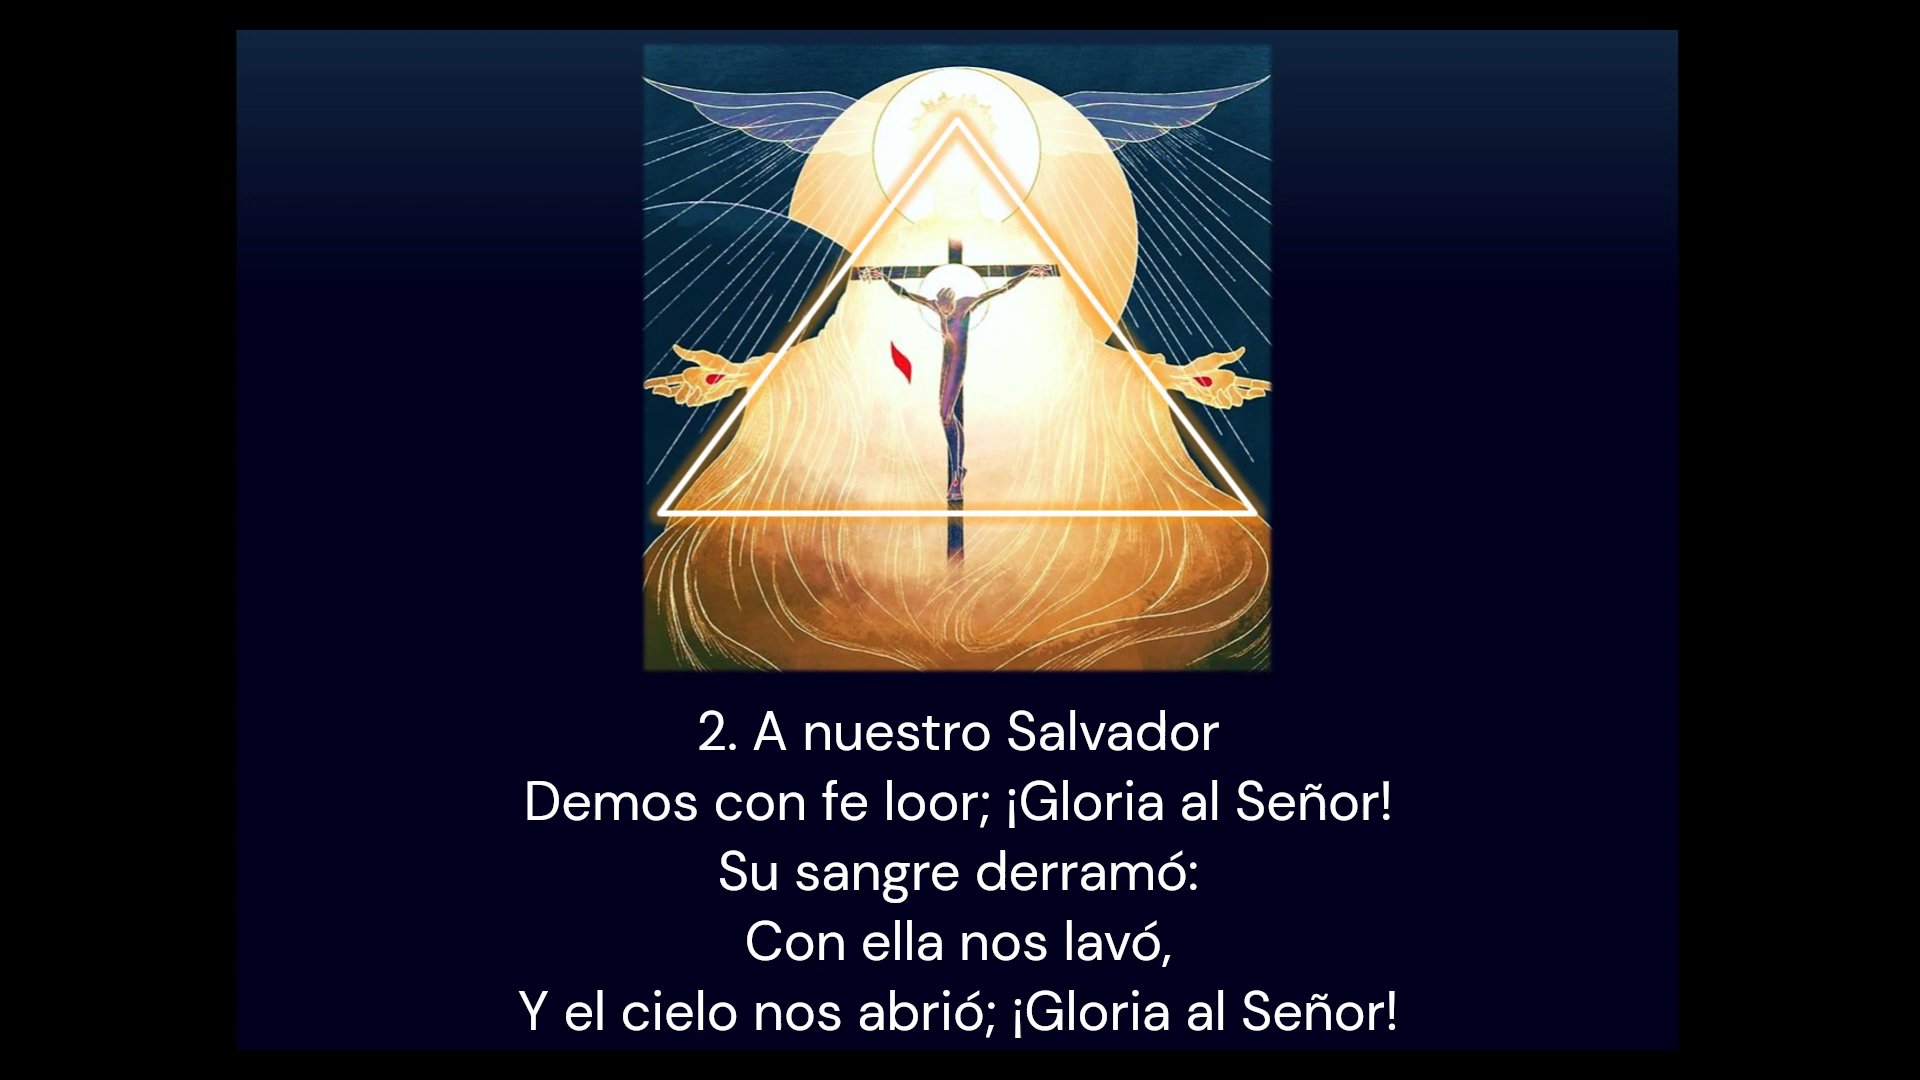 2. A nuestro Salvador
Demos con fe loor; ¡Gloria al Señor!
Su sangre derramó:
Con ella nos lavó,
Y el cielo nos abrió; ¡Gloria al Señor!